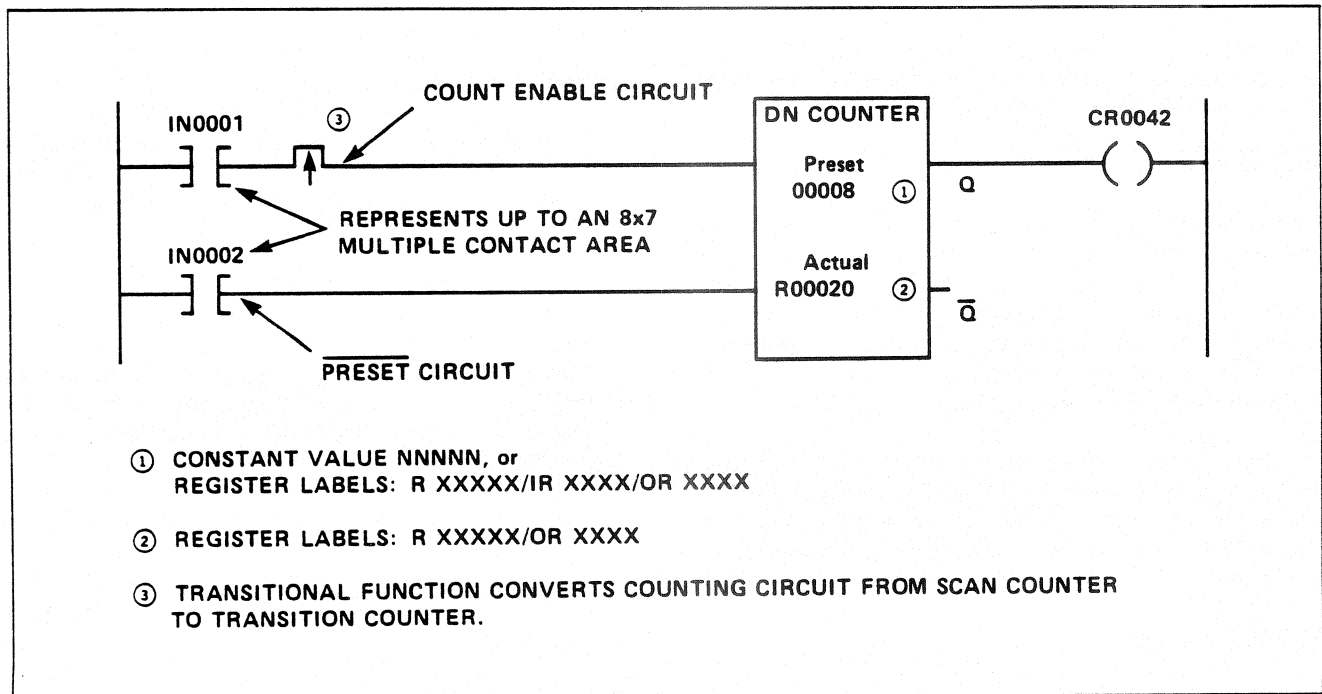 COUNT ENABLE CIRCUIT
IN0001
③
DN COUNTER
CR0042
Preset
00008 ①
Q
REPRESENTS UP TO AN 8x7
MULTIPLE CONTACT AREA
IN0002
Actual
R00020 ②
Q̅
P̅R̅E̅S̅E̅T̅ CIRCUIT
① CONSTANT VALUE NNNNN, or
REGISTER LABELS: R XXXXX/IR XXXX/OR XXXX
② REGISTER LABELS: R XXXXX/OR XXXX
③ TRANSITIONAL FUNCTION CONVERTS COUNTING CIRCUIT FROM SCAN COUNTER
TO TRANSITION COUNTER.